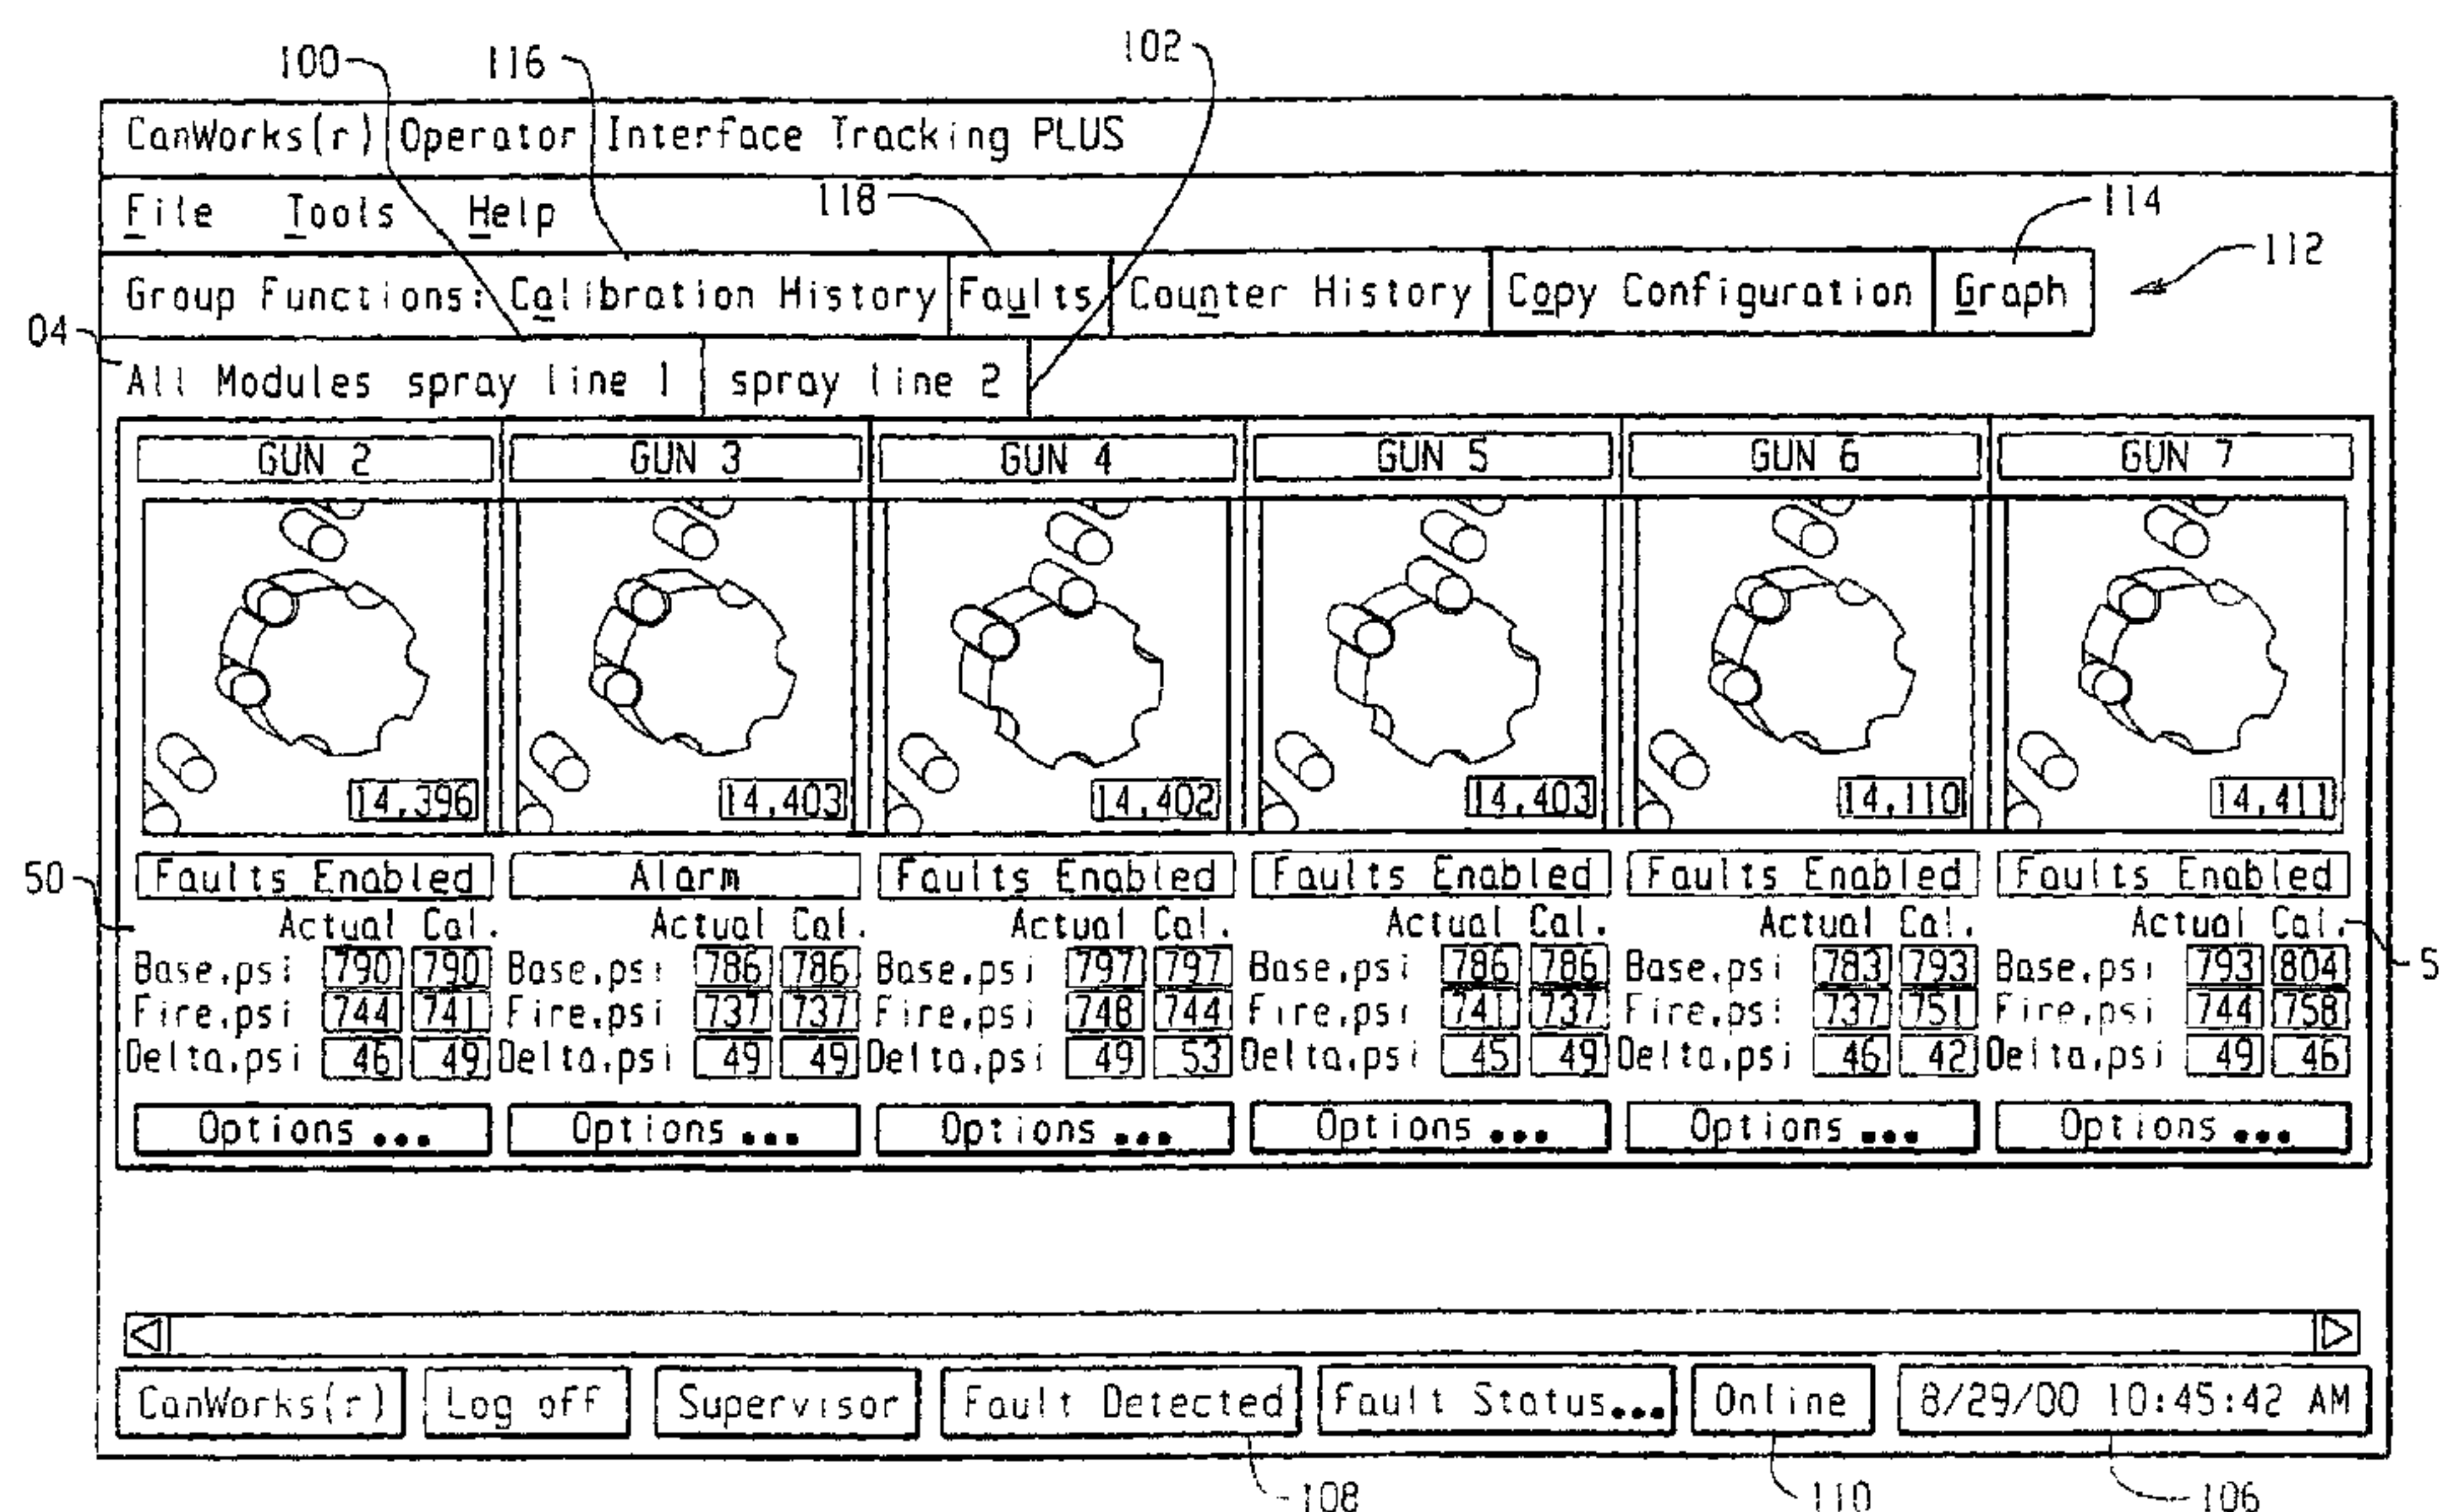 100 116 102
CanWorks(r) Operator Interface Tracking PLUS
File Tools Help 118 114
112
Group Functions: Calibration History Faults Counter History Copy Configuration Graph
04
All Modules spray line 1 spray line 2
GUN 2 GUN 3 GUN 4 GUN 5 GUN 6 GUN 7
14,396 14,403 14,402 14,403 14,110 14,411
50 Faults Enabled Alarm Faults Enabled Faults Enabled Faults Enabled Faults Enabled
Actual Cal. Actual Cal. Actual Cal. Actual Cal. Actual Cal. Actual Cal.
Base,psi 790 790 Base,psi 786 786 Base,psi 797 797 Base,psi 786 786 Base,psi 783 793 Base,psi 793 804 5
Fire,psi 744 741 Fire,psi 737 737 Fire,psi 748 744 Fire,psi 741 737 Fire,psi 737 751 Fire,psi 744 758
Delta,psi 46 49 Delta,psi 49 49 Delta,psi 49 53 Delta,psi 45 49 Delta,psi 46 42 Delta,psi 49 46
Options ... Options ... Options ... Options ... Options ... Options ...
CanWorks(r) Log off Supervisor Fault Detected Fault Status... Online 8/29/00 10:45:42 AM
108 110 106